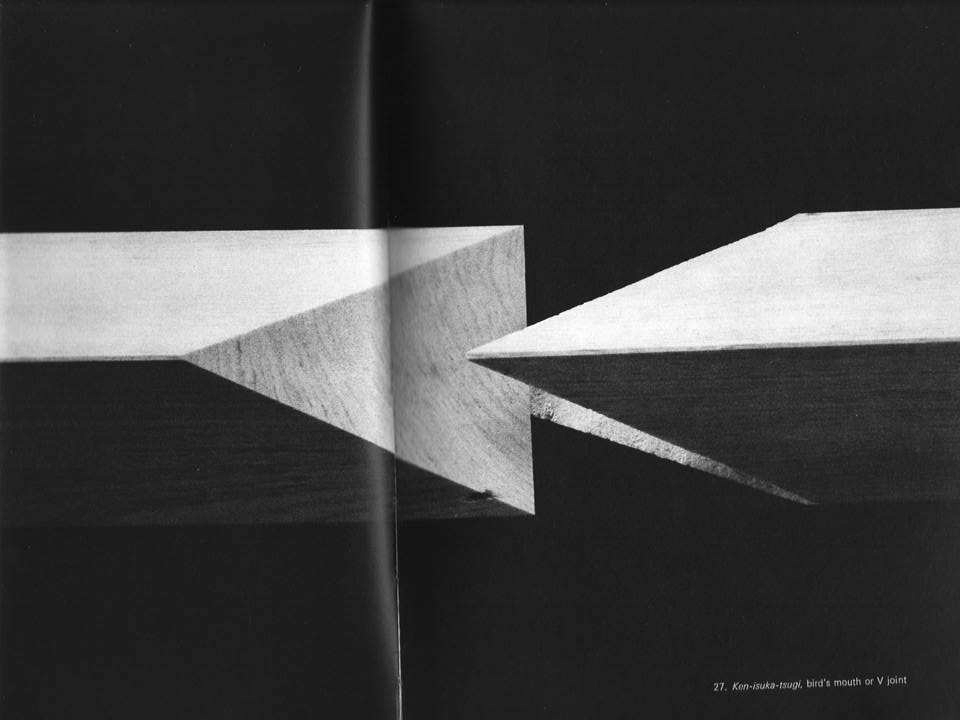 27. Ken-isuka-tsugi, bird's mouth or V joint